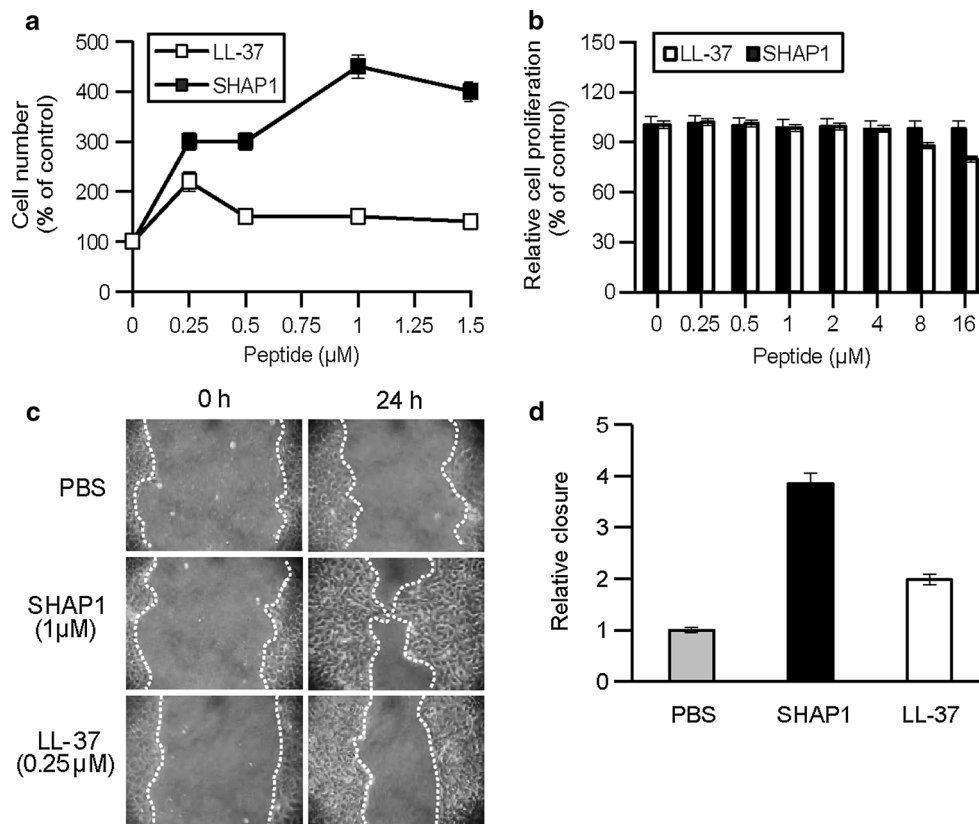 a
500
400
300
200
100
0
Cell number
(% of control)
LL-37
SHAP1
0 0.25 0.5 0.75 1 1.25 1.5
Peptide (µM)
b
150
120
90
60
30
0
Relative cell proliferation
(% of control)
LL-37 SHAP1
0 0.25 0.5 1 2 4 8 16
Peptide (µM)
c
0 h 24 h
PBS
SHAP1
(1µM)
LL-37
(0.25µM)
d
5
4
3
2
1
0
Relative closure
PBS SHAP1 LL-37